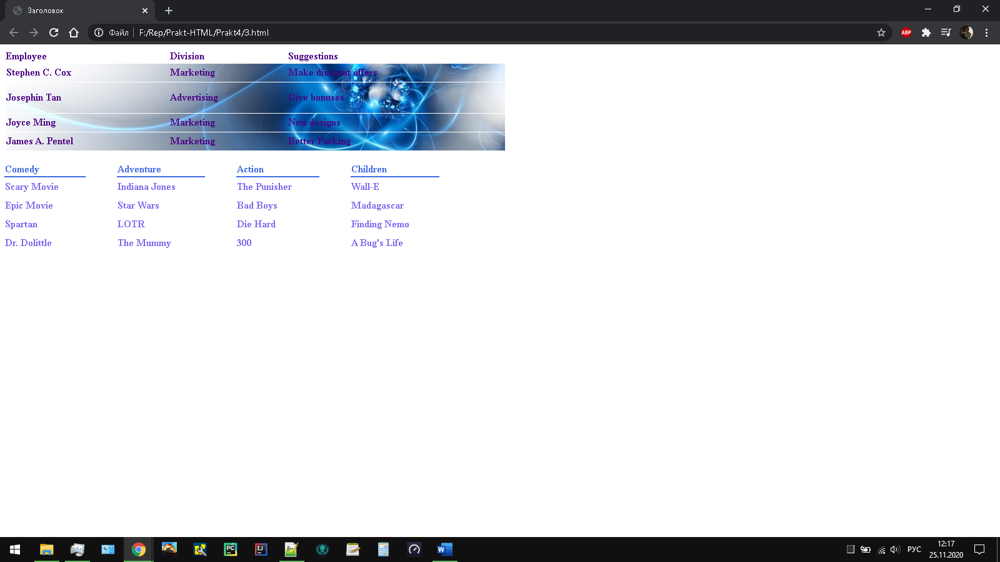 Заголовок
Файл F:/Rep/Prakt-HTML/Prakt4/3.html
ABP
Employee Division Suggestions
Stephen C. Cox Marketing Make discount offers
Josephin Tan Advertising Give bonuses
Joyce Ming Marketing New designs
James A. Pentel Marketing Better Packing
Comedy Adventure Action Children
Scary Movie Indiana Jones The Punisher Wall-E
Epic Movie Star Wars Bad Boys Madagascar
Spartan LOTR Die Hard Finding Nemo
Dr. Dolittle The Mummy 300 A Bug's Life
PC IJ W РУС 12:17
25.11.2020